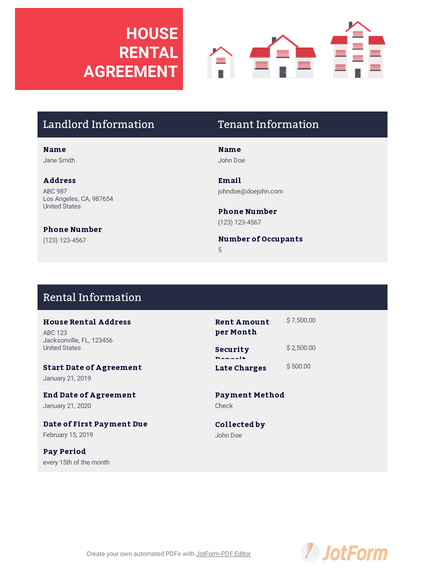 HOUSE
RENTAL
AGREEMENT
Landlord Information
Name
Jane Smith
Address
ABC 987
Los Angeles, CA, 987654
United States
Phone Number
(123) 123-4567
Tenant Information
Name
John Doe
Email
johndoe@doejohn.com
Phone Number
(123) 123-4567
Number of Occupants
5
Rental Information
House Rental Address
ABC 123
Jacksonville, FL, 123456
United States
Start Date of Agreement
January 21, 2019
End Date of Agreement
January 21, 2020
Date of First Payment Due
February 15, 2019
Pay Period
every 15th of the month
Rent Amount
per Month
$ 7,500.00
Security
Deposit
$ 2,500.00
Late Charges
$ 500.00
Payment Method
Check
Collected by
John Doe
Create your own automated PDFs with JotForm PDF Editor
JotForm